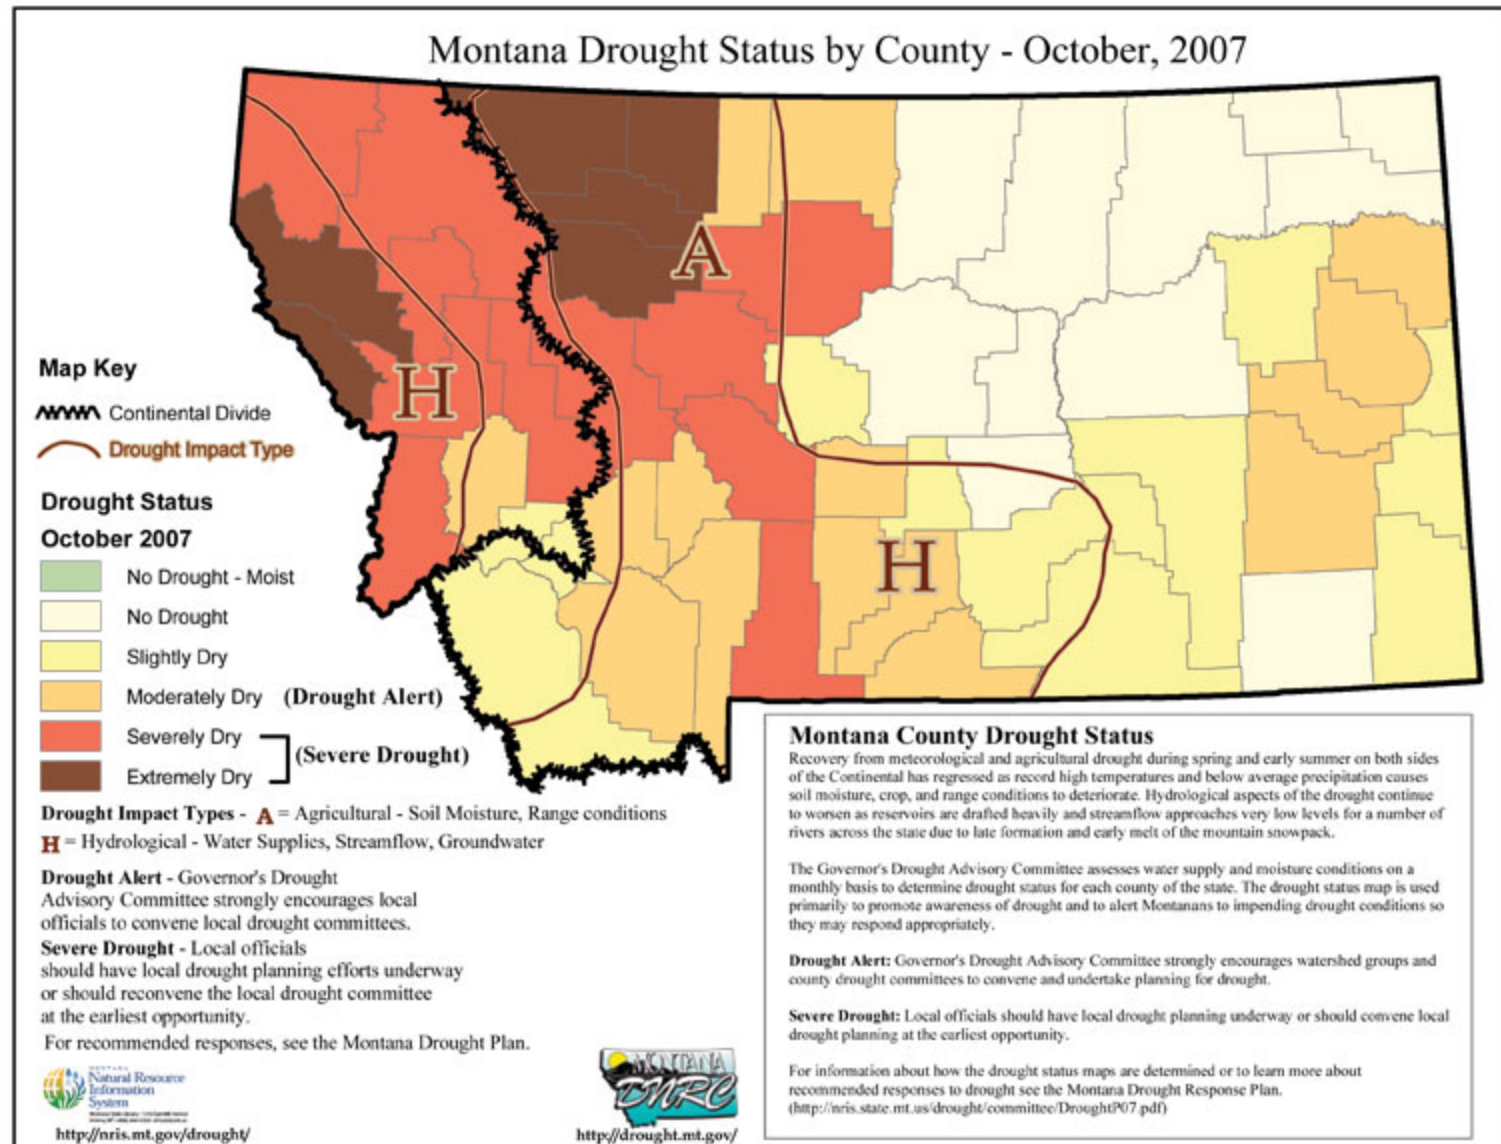 Montana Drought Status by County - October, 2007
A
H
H
Map Key
Continental Divide
Drought Impact Type
Drought Status
October 2007
No Drought - Moist
No Drought
Slightly Dry
Moderately Dry (Drought Alert)
Severely Dry
(Severe Drought)
Extremely Dry
Drought Impact Types - A = Agricultural - Soil Moisture, Range conditions
H = Hydrological - Water Supplies, Streamflow, Groundwater
Drought Alert - Governor's Drought
Advisory Committee strongly encourages local
officials to convene local drought committees.
Severe Drought - Local officials
should have local drought planning efforts underway
or should reconvene the local drought committee
at the earliest opportunity.
For recommended responses, see the Montana Drought Plan.
MONTANA
Natural Resource
Information
System
http://nris.mt.gov/drought/
MONTANA
DNRC
http://drought.mt.gov/
Montana County Drought Status
Recovery from meteorological and agricultural drought during spring and early summer on both sides
of the Continental has regressed as record high temperatures and below average precipitation causes
soil moisture, crop, and range conditions to deteriorate. Hydrological aspects of the drought continue
to worsen as reservoirs are drafted heavily and streamflow approaches very low levels for a number of
rivers across the state due to late formation and early melt of the mountain snowpack.
The Governor's Drought Advisory Committee assesses water supply and moisture conditions on a
monthly basis to determine drought status for each county of the state. The drought status map is used
primarily to promote awareness of drought and to alert Montanans to impending drought conditions so
they may respond appropriately.
Drought Alert: Governor's Drought Advisory Committee strongly encourages watershed groups and
county drought committees to convene and undertake planning for drought.
Severe Drought: Local officials should have local drought planning underway or should convene local
drought planning at the earliest opportunity.
For information about how the drought status maps are determined or to learn more about
recommended responses to drought see the Montana Drought Response Plan.
(http://nris.state.mt.us/drought/committee/DroughtP07.pdf)